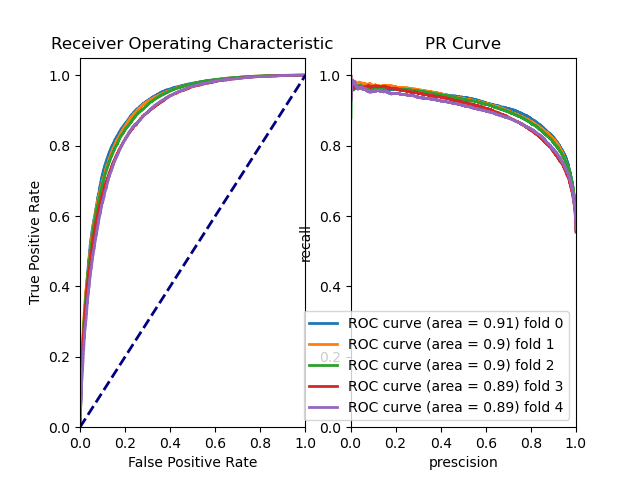 Receiver Operating Characteristic
True Positive Rate
1.0
0.8
0.6
0.4
0.2
0.0
0.0 0.2 0.4 0.6 0.8 1.0
False Positive Rate
PR Curve
recall
1.0
0.8
0.6
0.4
0.2
0.0
0.0 0.2 0.4 0.6 0.8 1.0
prescision
ROC curve (area = 0.91) fold 0
ROC curve (area = 0.9) fold 1
ROC curve (area = 0.9) fold 2
ROC curve (area = 0.89) fold 3
ROC curve (area = 0.89) fold 4